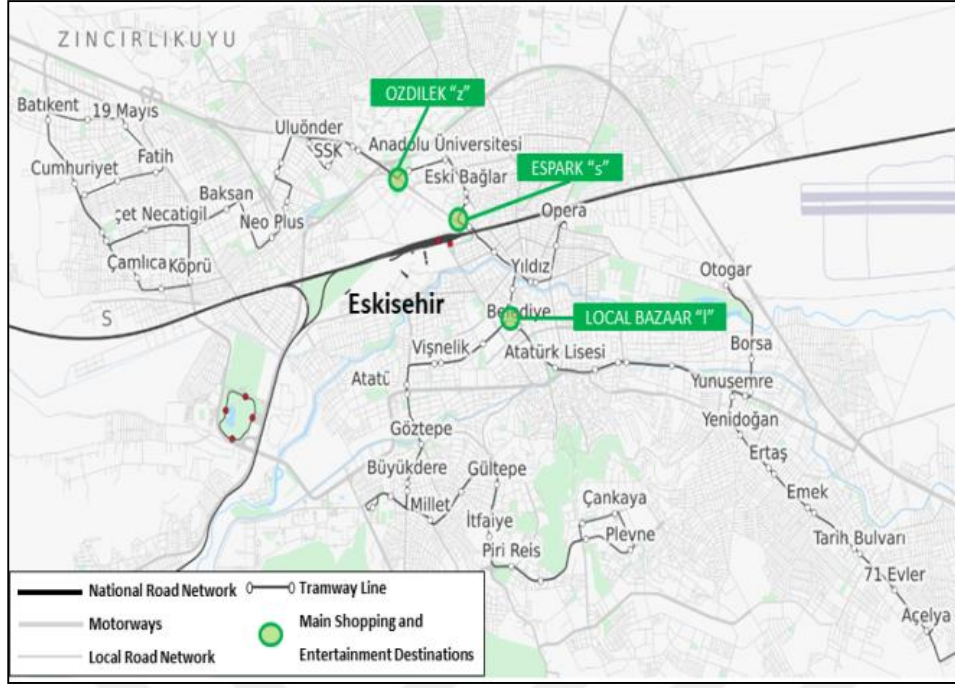 ZINCIRLIKUYU
OZDILEK "z"
Batıkent
19 Mayıs
Uluönder
SSK
Anadolu Üniversitesi
Cumhuriyet
Fatih
Eski Bağlar
ESPARK "s"
Baksan
çet Necatigil
Neo Plus
Opera
Çamlıca
Köprü
Yıldız
Otogar
S
Eskisehir
Belediye
LOCAL BAZAAR "l"
Vişnelik
Atatürk Lisesi
Borsa
Atatü
Yunusemre
Göztepe
Yenidoğan
Ertaş
Büyükdere
Gültepe
Emek
Millet
Çankaya
İtfaiye
Plevne
Tarih Bulvarı
Piri Reis
71 Evler
Açelya
National Road Network
Tramway Line
Motorways
Main Shopping and
Entertainment Destinations
Local Road Network